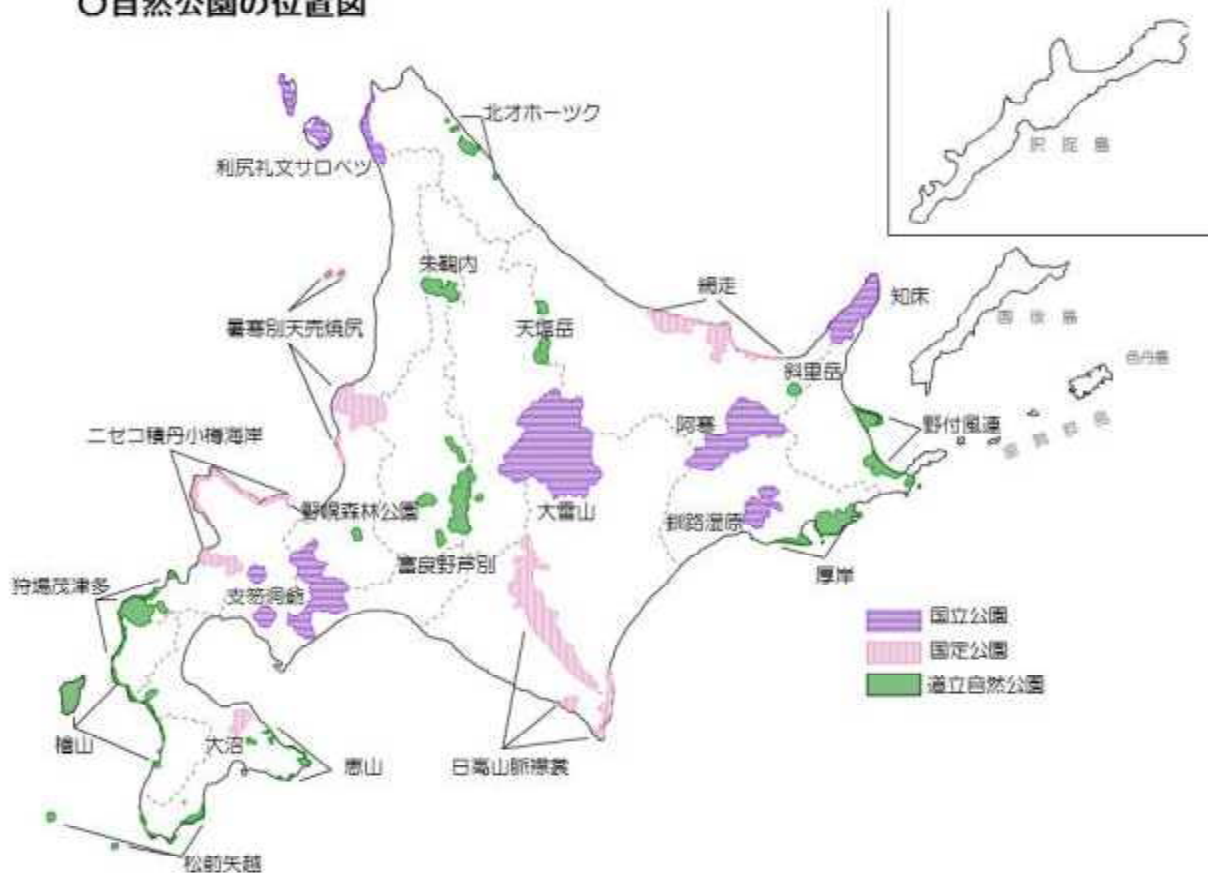 ○自然公園の位置図
北オホーツク
利尻礼文サロベツ
択捉島
朱鞠内
網走
知床
国後島
暑寒別天売焼尻
天塩岳
色丹島
斜里岳
ニセコ積丹小樽海岸
阿寒
野付風連
歯舞群島
野幌森林公園
大雪山
釧路湿原
富良野芦別
厚岸
狩場茂津多
支笏洞爺
国立公園
国定公園
道立自然公園
檜山
大沼
恵山
日高山脈襟裳
松前矢越